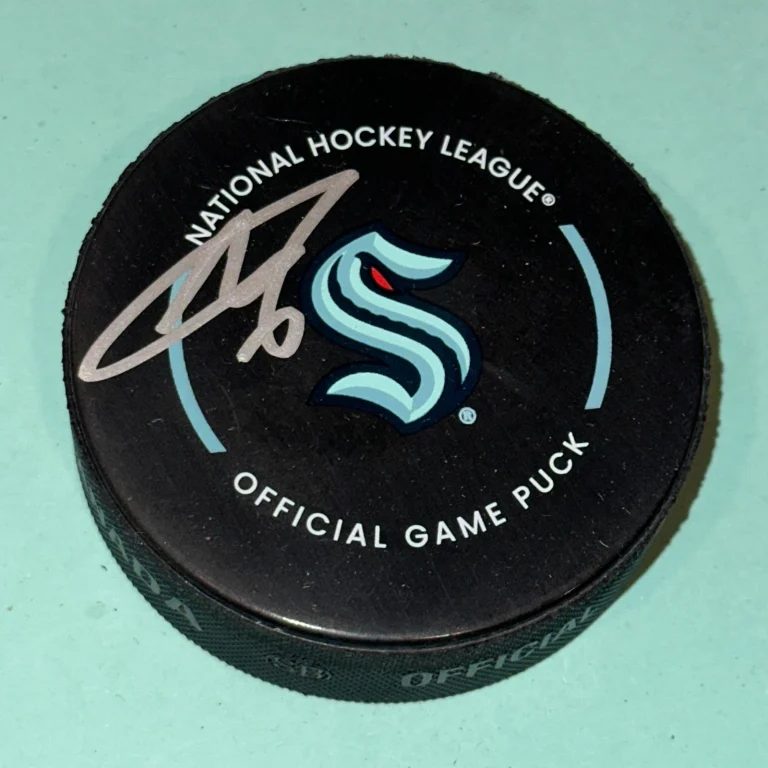 NATIONAL HOCKEY LEAGUE®
®
OFFICIAL GAME PUCK
OFFICIAL